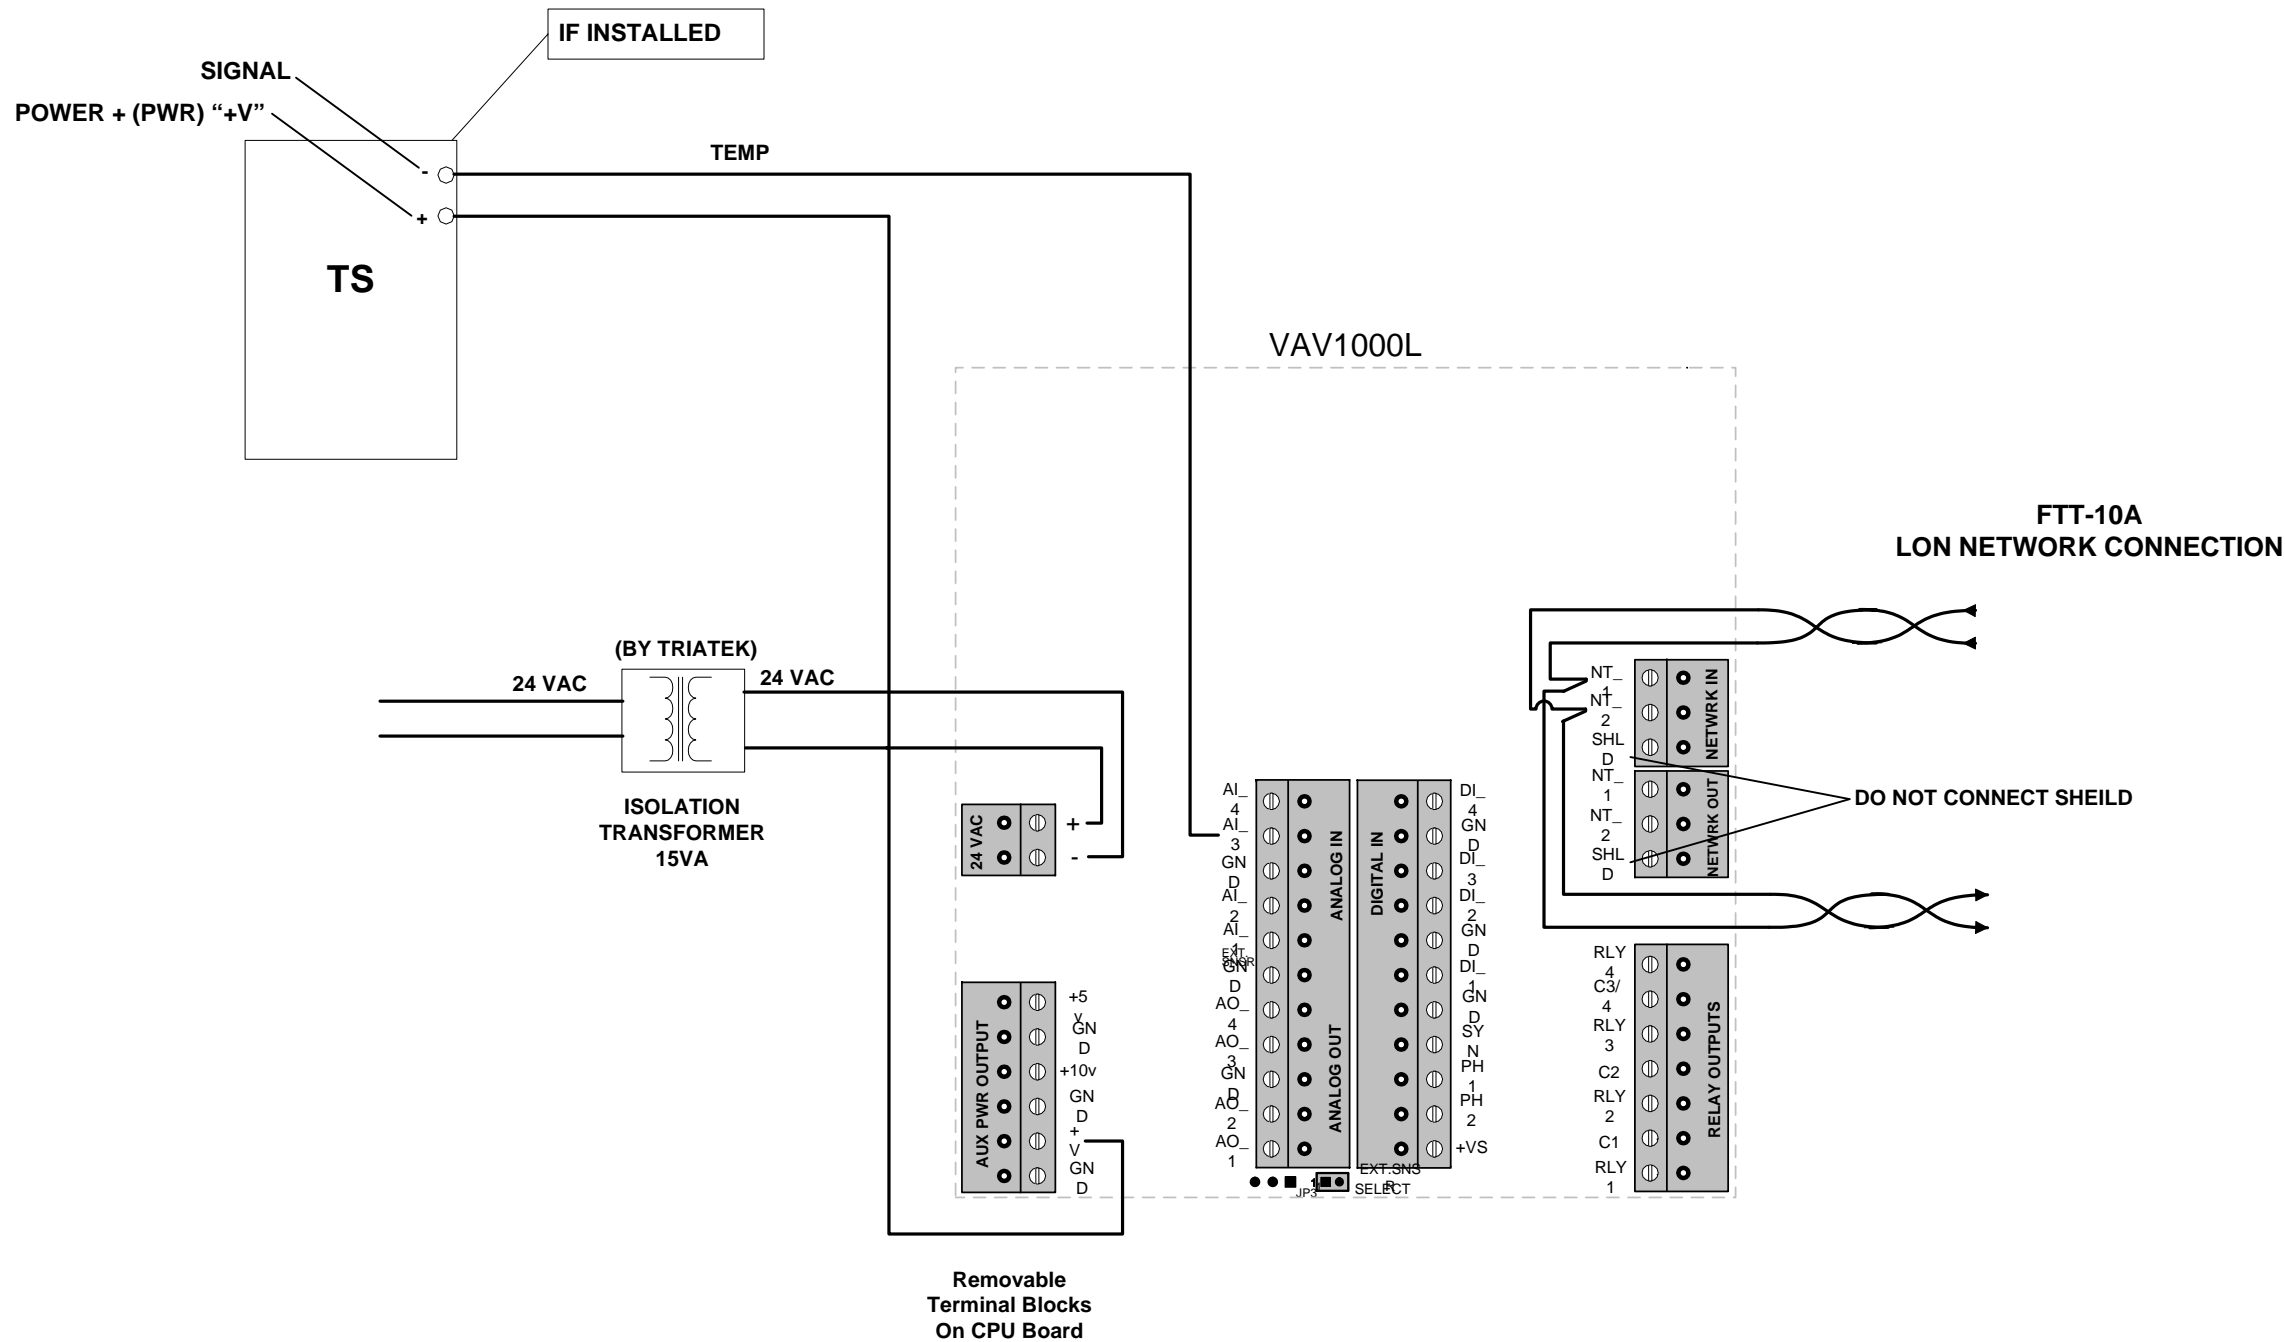 IF INSTALLED
SIGNAL
POWER + (PWR) “+V”
TEMP
-
+
TS
VAV1000L
FTT-10A
LON NETWORK CONNECTION
(BY TRIATEK)
24 VAC
24 VAC
ISOLATION
TRANSFORMER
15VA
24 VAC
+
-
AUX PWR OUTPUT
+5
v
GN
D
+10v
GN
D
+
V
GN
D
AI_
4
AI_
3
GN
D
AI_
2
AI_
1
EXT.
SNSR
GN
D
AO_
4
AO_
3
GN
D
AO_
2
AO_
1
ANALOG IN
ANALOG OUT
DIGITAL IN
DI_
4
GN
D
DI_
3
DI_
2
GN
D
DI_
1
GN
D
SY
N
PH
1
PH
2
+VS
JP3
1
EXT.SNS
R
SELECT
NT_
1
NT_
2
SHL
D
NETWRK IN
NT_
1
NT_
2
SHL
D
NETWRK OUT
DO NOT CONNECT SHEILD
RLY
4
C3/
4
RLY
3
C2
RLY
2
C1
RLY
1
RELAY OUTPUTS
Removable
Terminal Blocks
On CPU Board